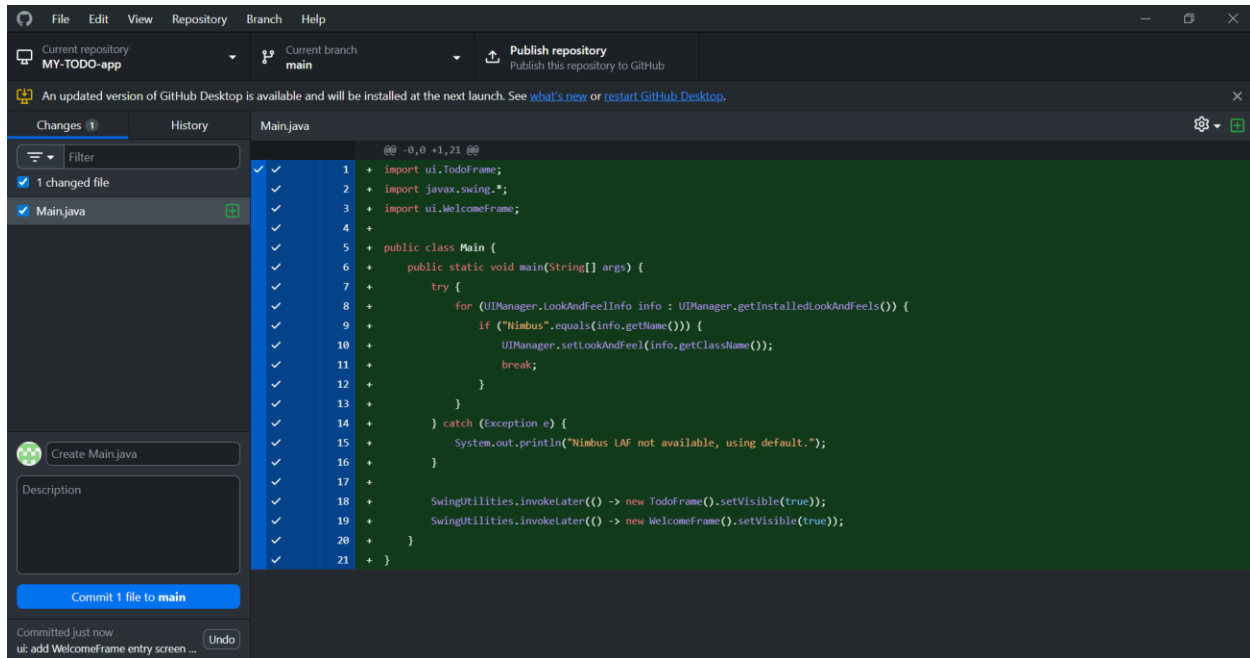 File Edit View Repository Branch Help
Current repository
MY-TODO-app
Current branch
main
Publish repository
Publish this repository to GitHub
An updated version of GitHub Desktop is available and will be installed at the next launch. See what's new or restart GitHub Desktop.
Changes 1 History
Filter
1 changed file
Main.java
Create Main.java
Description
Commit 1 file to main
Committed just now
ui: add WelcomeFrame entry screen ...
Undo
Main.java
@@ -0,0 +1,21 @@
1 + import ui.TodoFrame;
2 + import javax.swing.*;
3 + import ui.WelcomeFrame;
4 +
5 + public class Main {
6 +     public static void main(String[] args) {
7 +         try {
8 +             for (UIManager.LookAndFeelInfo info : UIManager.getInstalledLookAndFeels()) {
9 +                 if ("Nimbus".equals(info.getName())) {
10 +                     UIManager.setLookAndFeel(info.getClassName());
11 +                     break;
12 +                 }
13 +             }
14 +         } catch (Exception e) {
15 +             System.out.println("Nimbus LAF not available, using default.");
16 +         }
17 +
18 +         SwingUtilities.invokeLater(() -> new TodoFrame().setVisible(true));
19 +         SwingUtilities.invokeLater(() -> new WelcomeFrame().setVisible(true));
20 +     }
21 + }